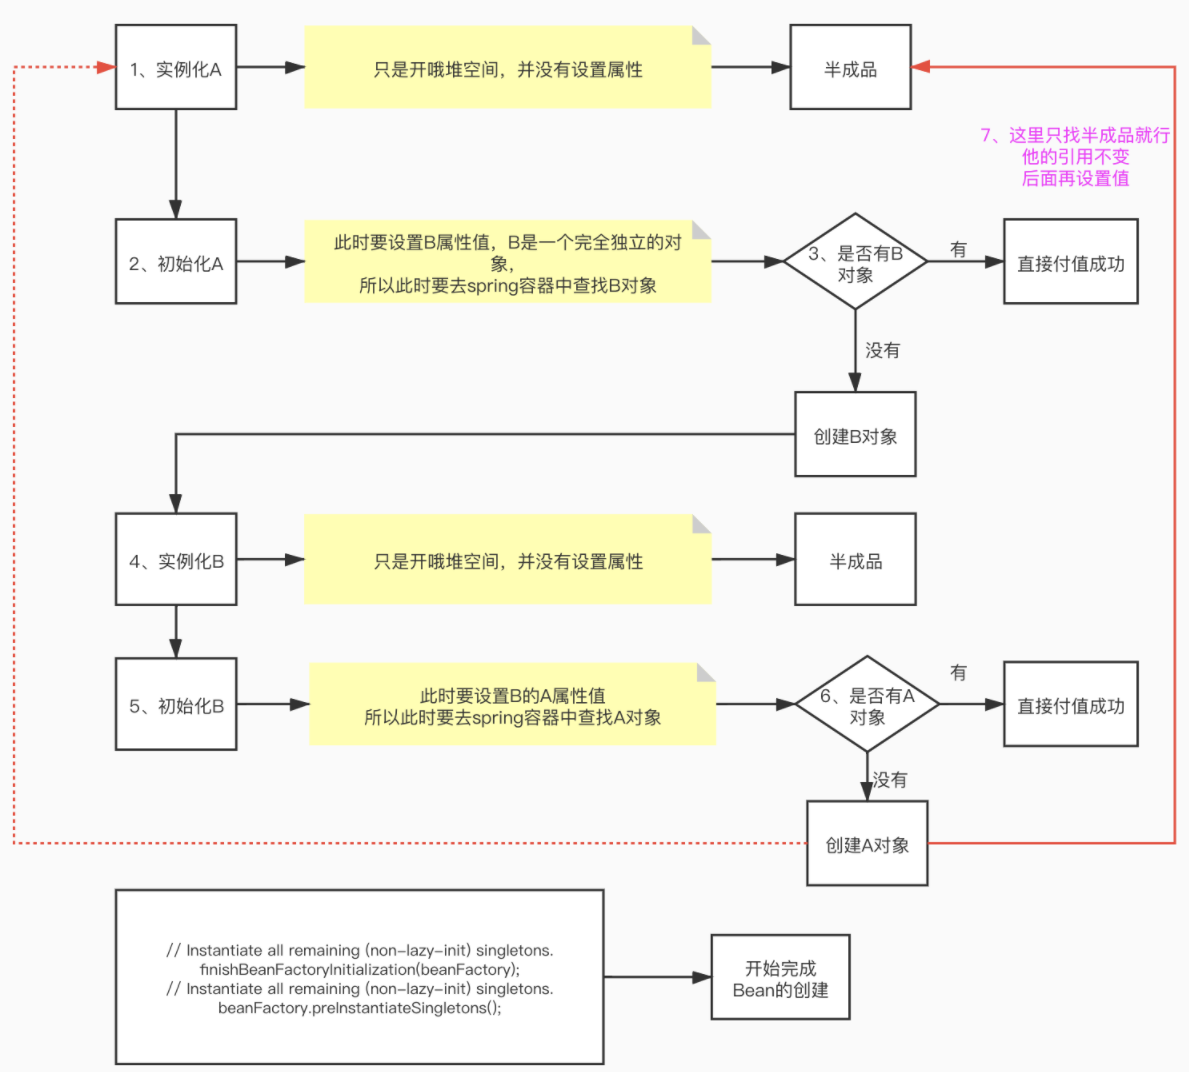 1、实例化A
只是开哦堆空间，并没有设置属性
半成品
7、这里只找半成品就行
他的引用不变
后面再设置值
2、初始化A
此时要设置B属性值，B是一个完全独立的对
象，
所以此时要去spring容器中查找B对象
3、是否有B
对象
有
直接付值成功
没有
创建B对象
4、实例化B
只是开哦堆空间，并没有设置属性
半成品
5、初始化B
此时要设置B的A属性值
所以此时要去spring容器中查找A对象
6、是否有A
对象
有
直接付值成功
没有
创建A对象
// Instantiate all remaining (non-lazy-init) singletons.
finishBeanFactoryInitialization(beanFactory);
// Instantiate all remaining (non-lazy-init) singletons.
beanFactory.preInstantiateSingletons();
开始完成
Bean的创建